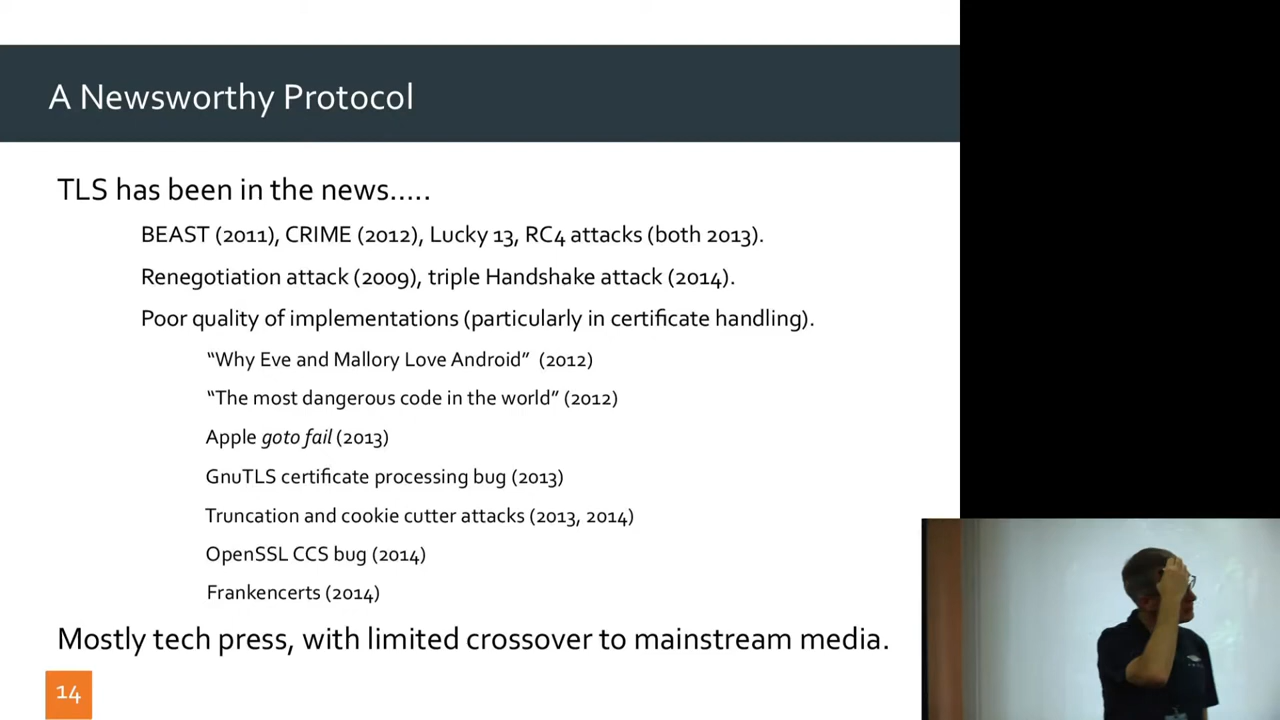 A Newsworthy Protocol
TLS has been in the news.....
BEAST (2011), CRIME (2012), Lucky 13, RC4 attacks (both 2013).
Renegotiation attack (2009), triple Handshake attack (2014).
Poor quality of implementations (particularly in certificate handling).
“Why Eve and Mallory Love Android” (2012)
“The most dangerous code in the world” (2012)
Apple goto fail (2013)
GnuTLS certificate processing bug (2013)
Truncation and cookie cutter attacks (2013, 2014)
OpenSSL CCS bug (2014)
Frankencerts (2014)
Mostly tech press, with limited crossover to mainstream media.
14